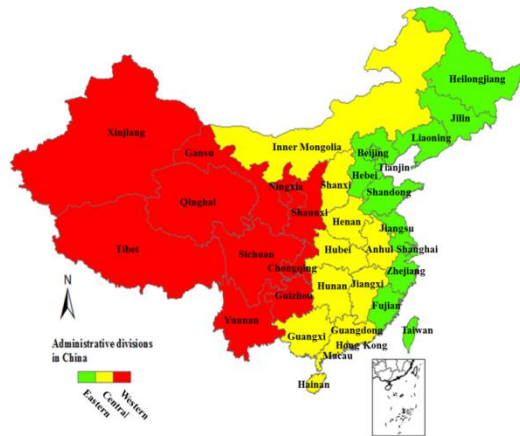 Heilongjiang
Jilin
Liaoning
Inner Mongolia
Xinjiang
Gansu
Beijing
Tianjin
Hebei
Shanxi
Ningxia
Shandong
Qinghai
Shannxi
Henan
Jiangsu
Tibet
Sichuan
Hubei
Anhui
Shanghai
Chongqing
Zhejiang
Hunan
Jiangxi
Guizhou
Fujian
Yunnan
Guangxi
Guangdong
Taiwan
Hong Kong
Macau
Hainan
N
Administrative divisions
in China
Eastern
Central
Western